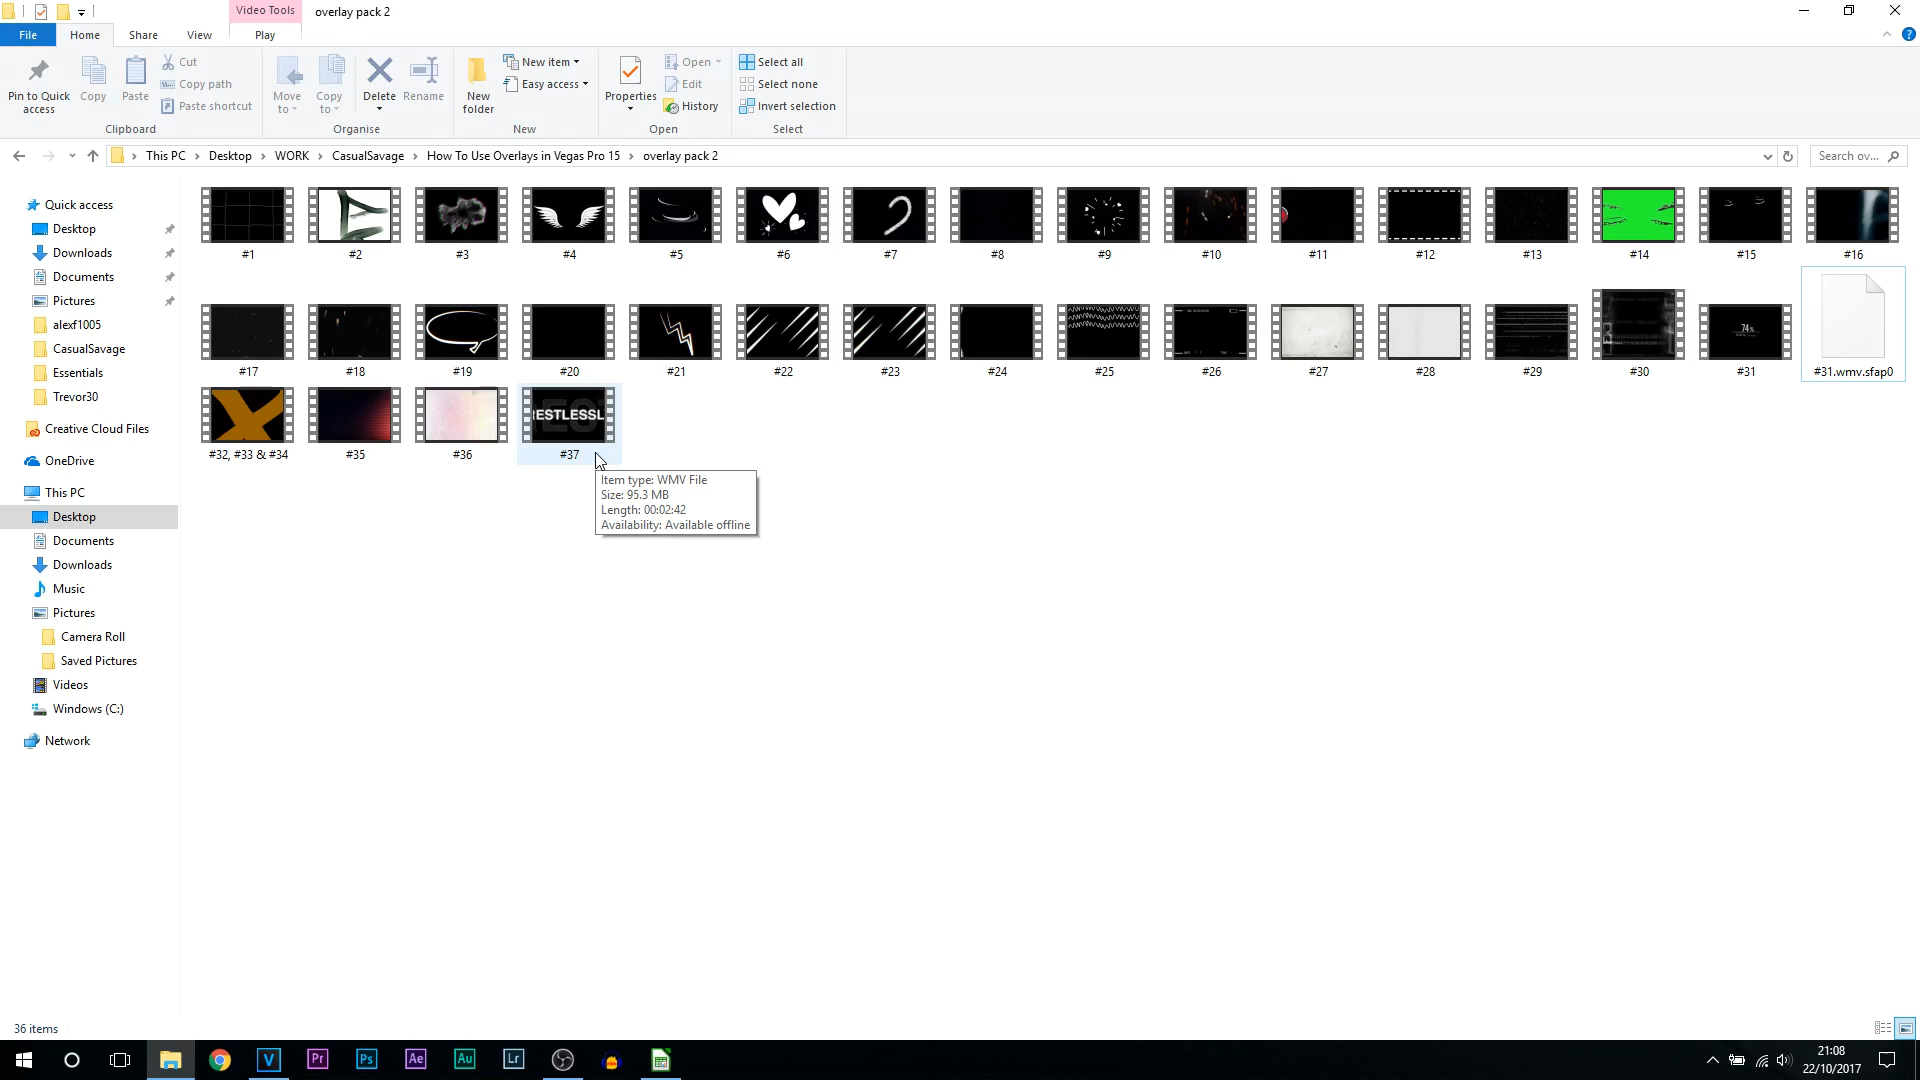 Video Tools
overlay pack 2
File
Home
Share
View
Play
Pin to Quick access
Copy
Paste
Cut
Copy path
Paste shortcut
Clipboard
Move to
Copy to
Delete
Rename
Organise
New folder
New item
Easy access
New
Properties
Open
Edit
History
Open
Select all
Select none
Invert selection
Select
This PC
Desktop
WORK
CasualSavage
How To Use Overlays in Vegas Pro 15
overlay pack 2
Search ov...
Quick access
Desktop
Downloads
Documents
Pictures
alexf1005
CasualSavage
Essentials
Trevor30
Creative Cloud Files
OneDrive
This PC
Desktop
Documents
Downloads
Music
Pictures
Camera Roll
Saved Pictures
Videos
Windows (C:)
Network
#1
#2
#3
#4
#5
#6
#7
#8
#9
#10
#11
#12
#13
#14
#15
#16
74%
#17
#18
#19
#20
#21
#22
#23
#24
#25
#26
#27
#28
#29
#30
#31
#31.wmv.sfap0
ESTLESSL
#32, #33 & #34
#35
#36
#37
Item type: WMV File
Size: 95.3 MB
Length: 00:02:42
Availability: Available offline
36 items
V
Pr
Ps
Ae
Au
Lr
21:08
22/10/2017